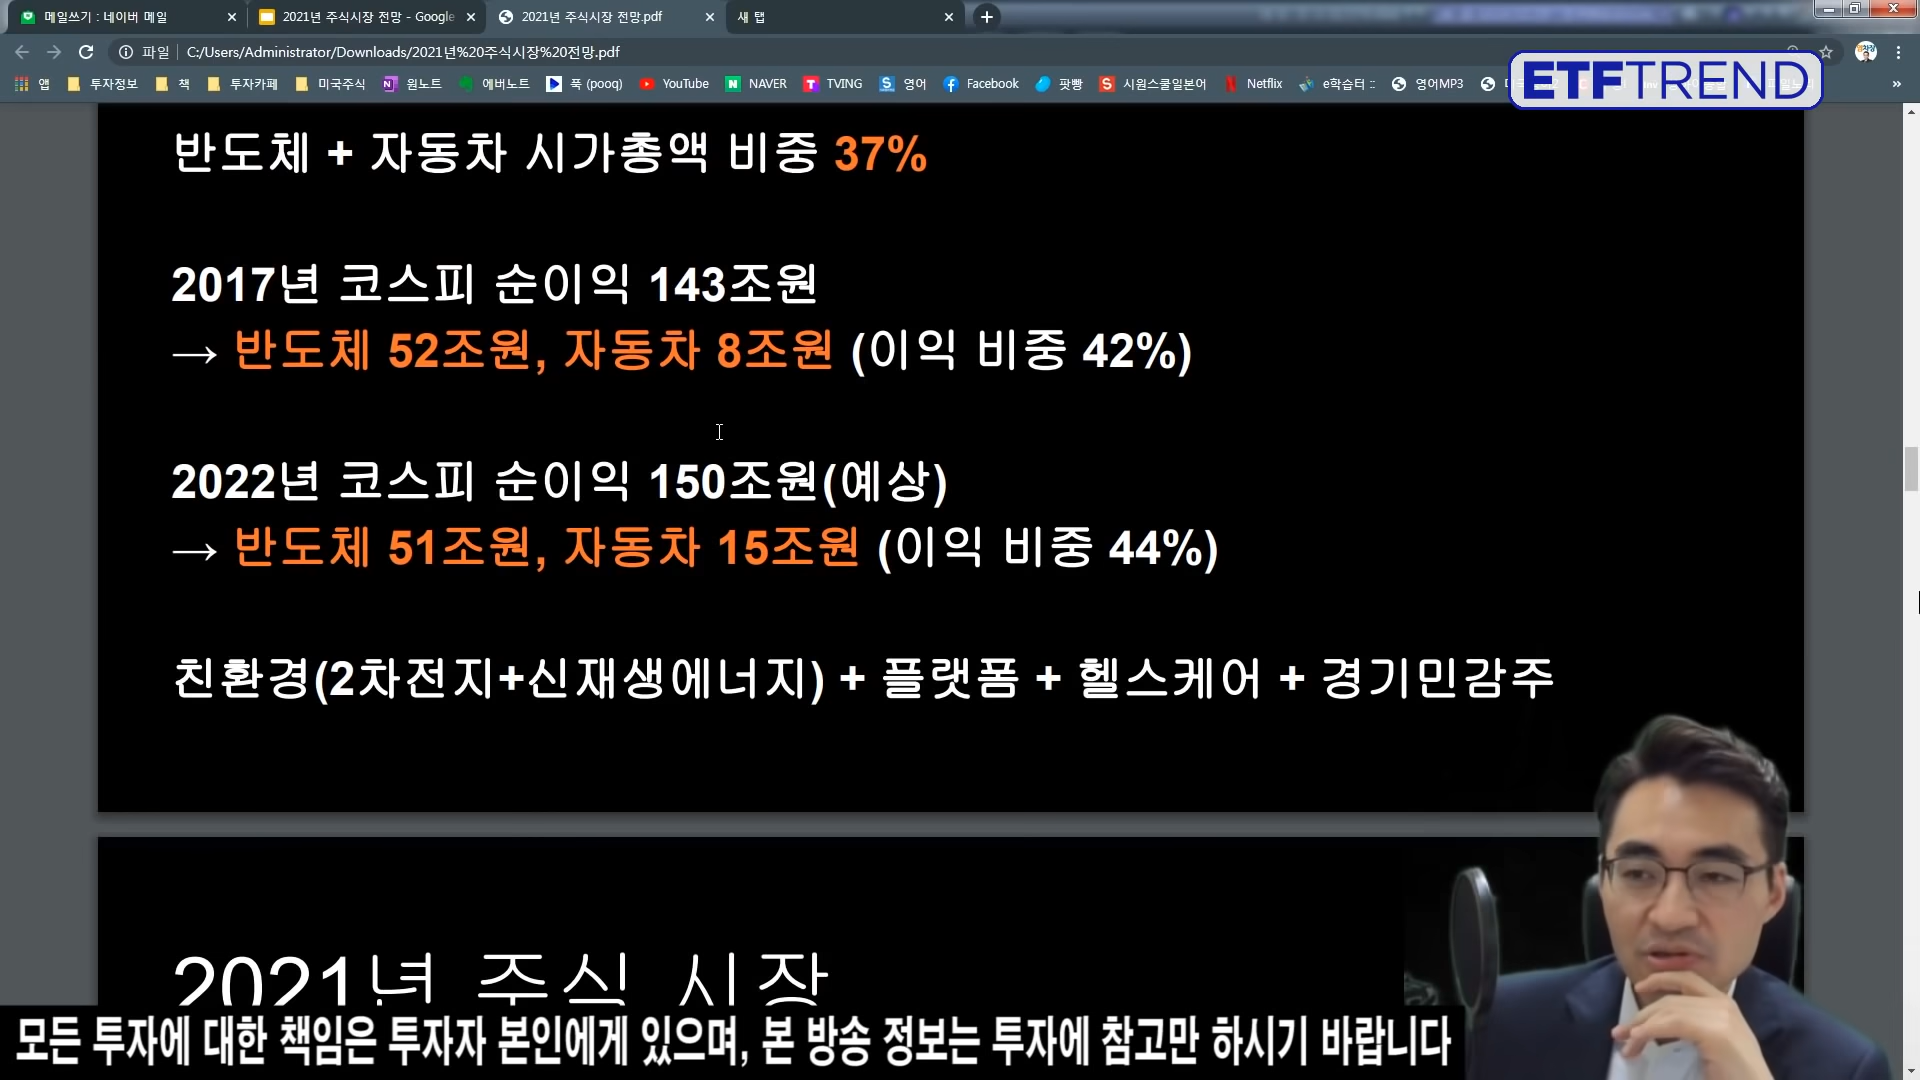 메일쓰기 : 네이버 메일
2021년 주식시장 전망 - Google
2021년 주식시장 전망.pdf
새 탭
파일
C:/Users/Administrator/Downloads/2021년%20주식시장%20전망.pdf
앱
투자정보
책
투자카페
미국주식
원노트
에버노트
푹 (pooq)
YouTube
NAVER
TVING
영어
Facebook
팟빵
시원스쿨일본어
Netflix
e학습터 ::
영어MP3
ETFTREND
반도체 + 자동차 시가총액 비중 37%
2017년 코스피 순이익 143조원
→ 반도체 52조원, 자동차 8조원 (이익 비중 42%)
2022년 코스피 순이익 150조원(예상)
→ 반도체 51조원, 자동차 15조원 (이익 비중 44%)
친환경(2차전지+신재생에너지) + 플랫폼 + 헬스케어 + 경기민감주
2021년 주식 시장
모든 투자에 대한 책임은 투자자 본인에게 있으며, 본 방송 정보는 투자에 참고만 하시기 바랍니다